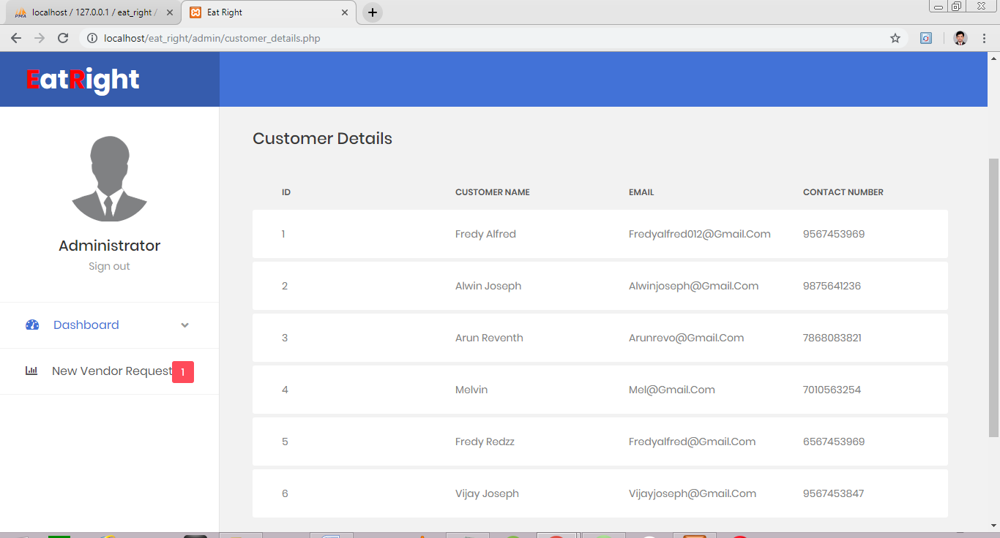 localhost / 127.0.0.1 / eat_right /
Eat Right
localhost/eat_right/admin/customer_details.php
EatRight
Administrator
Sign out
Dashboard
New Vendor Request 1
Customer Details
ID CUSTOMER NAME EMAIL CONTACT NUMBER
1 Fredy Alfred Fredyalfred012@Gmail.Com 9567453969
2 Alwin Joseph Alwinjoseph@Gmail.Com 9875641236
3 Arun Reventh Arunrevo@Gmail.Com 7868083821
4 Melvin Mel@Gmail.Com 7010563254
5 Fredy Redzz Fredyalfred@Gmail.Com 6567453969
6 Vijay Joseph Vijayjoseph@Gmail.Com 9567453847